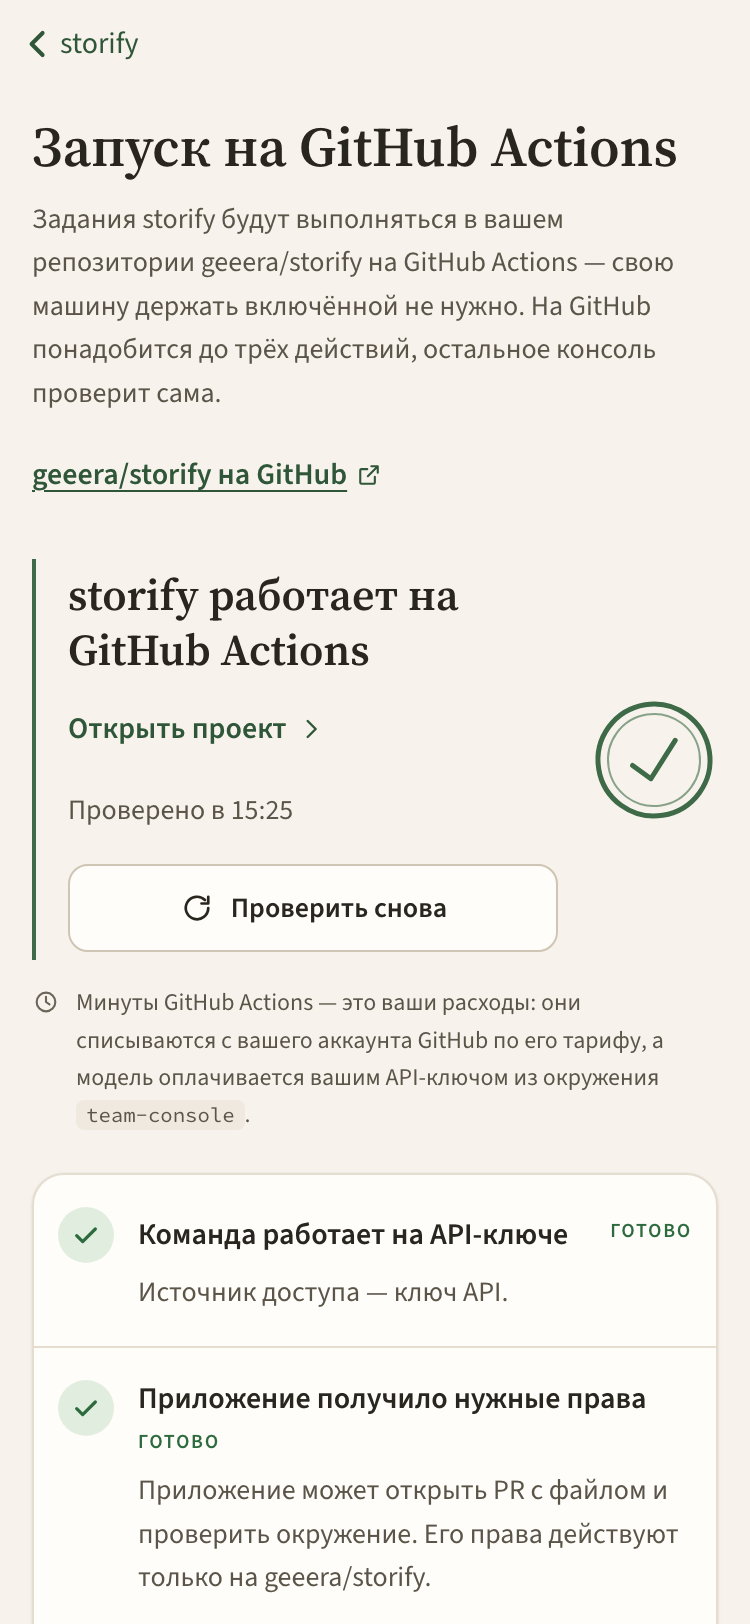 storify
Запуск на GitHub Actions
Задания storify будут выполняться в вашем
репозитории geeera/storify на GitHub Actions — свою
машину держать включённой не нужно. На GitHub
понадобится до трёх действий, остальное консоль
проверит сама.
geeera/storify на GitHub
storify работает на
GitHub Actions
Открыть проект
Проверено в 15:25
Проверить снова
Минуты GitHub Actions — это ваши расходы: они
списываются с вашего аккаунта GitHub по его тарифу, а
модель оплачивается вашим API-ключом из окружения
team-console.
Команда работает на API-ключе ГОТОВО
Источник доступа — ключ API.
Приложение получило нужные права
ГОТОВО
Приложение может открыть PR с файлом и
проверить окружение. Его права действуют
только на geeera/storify.